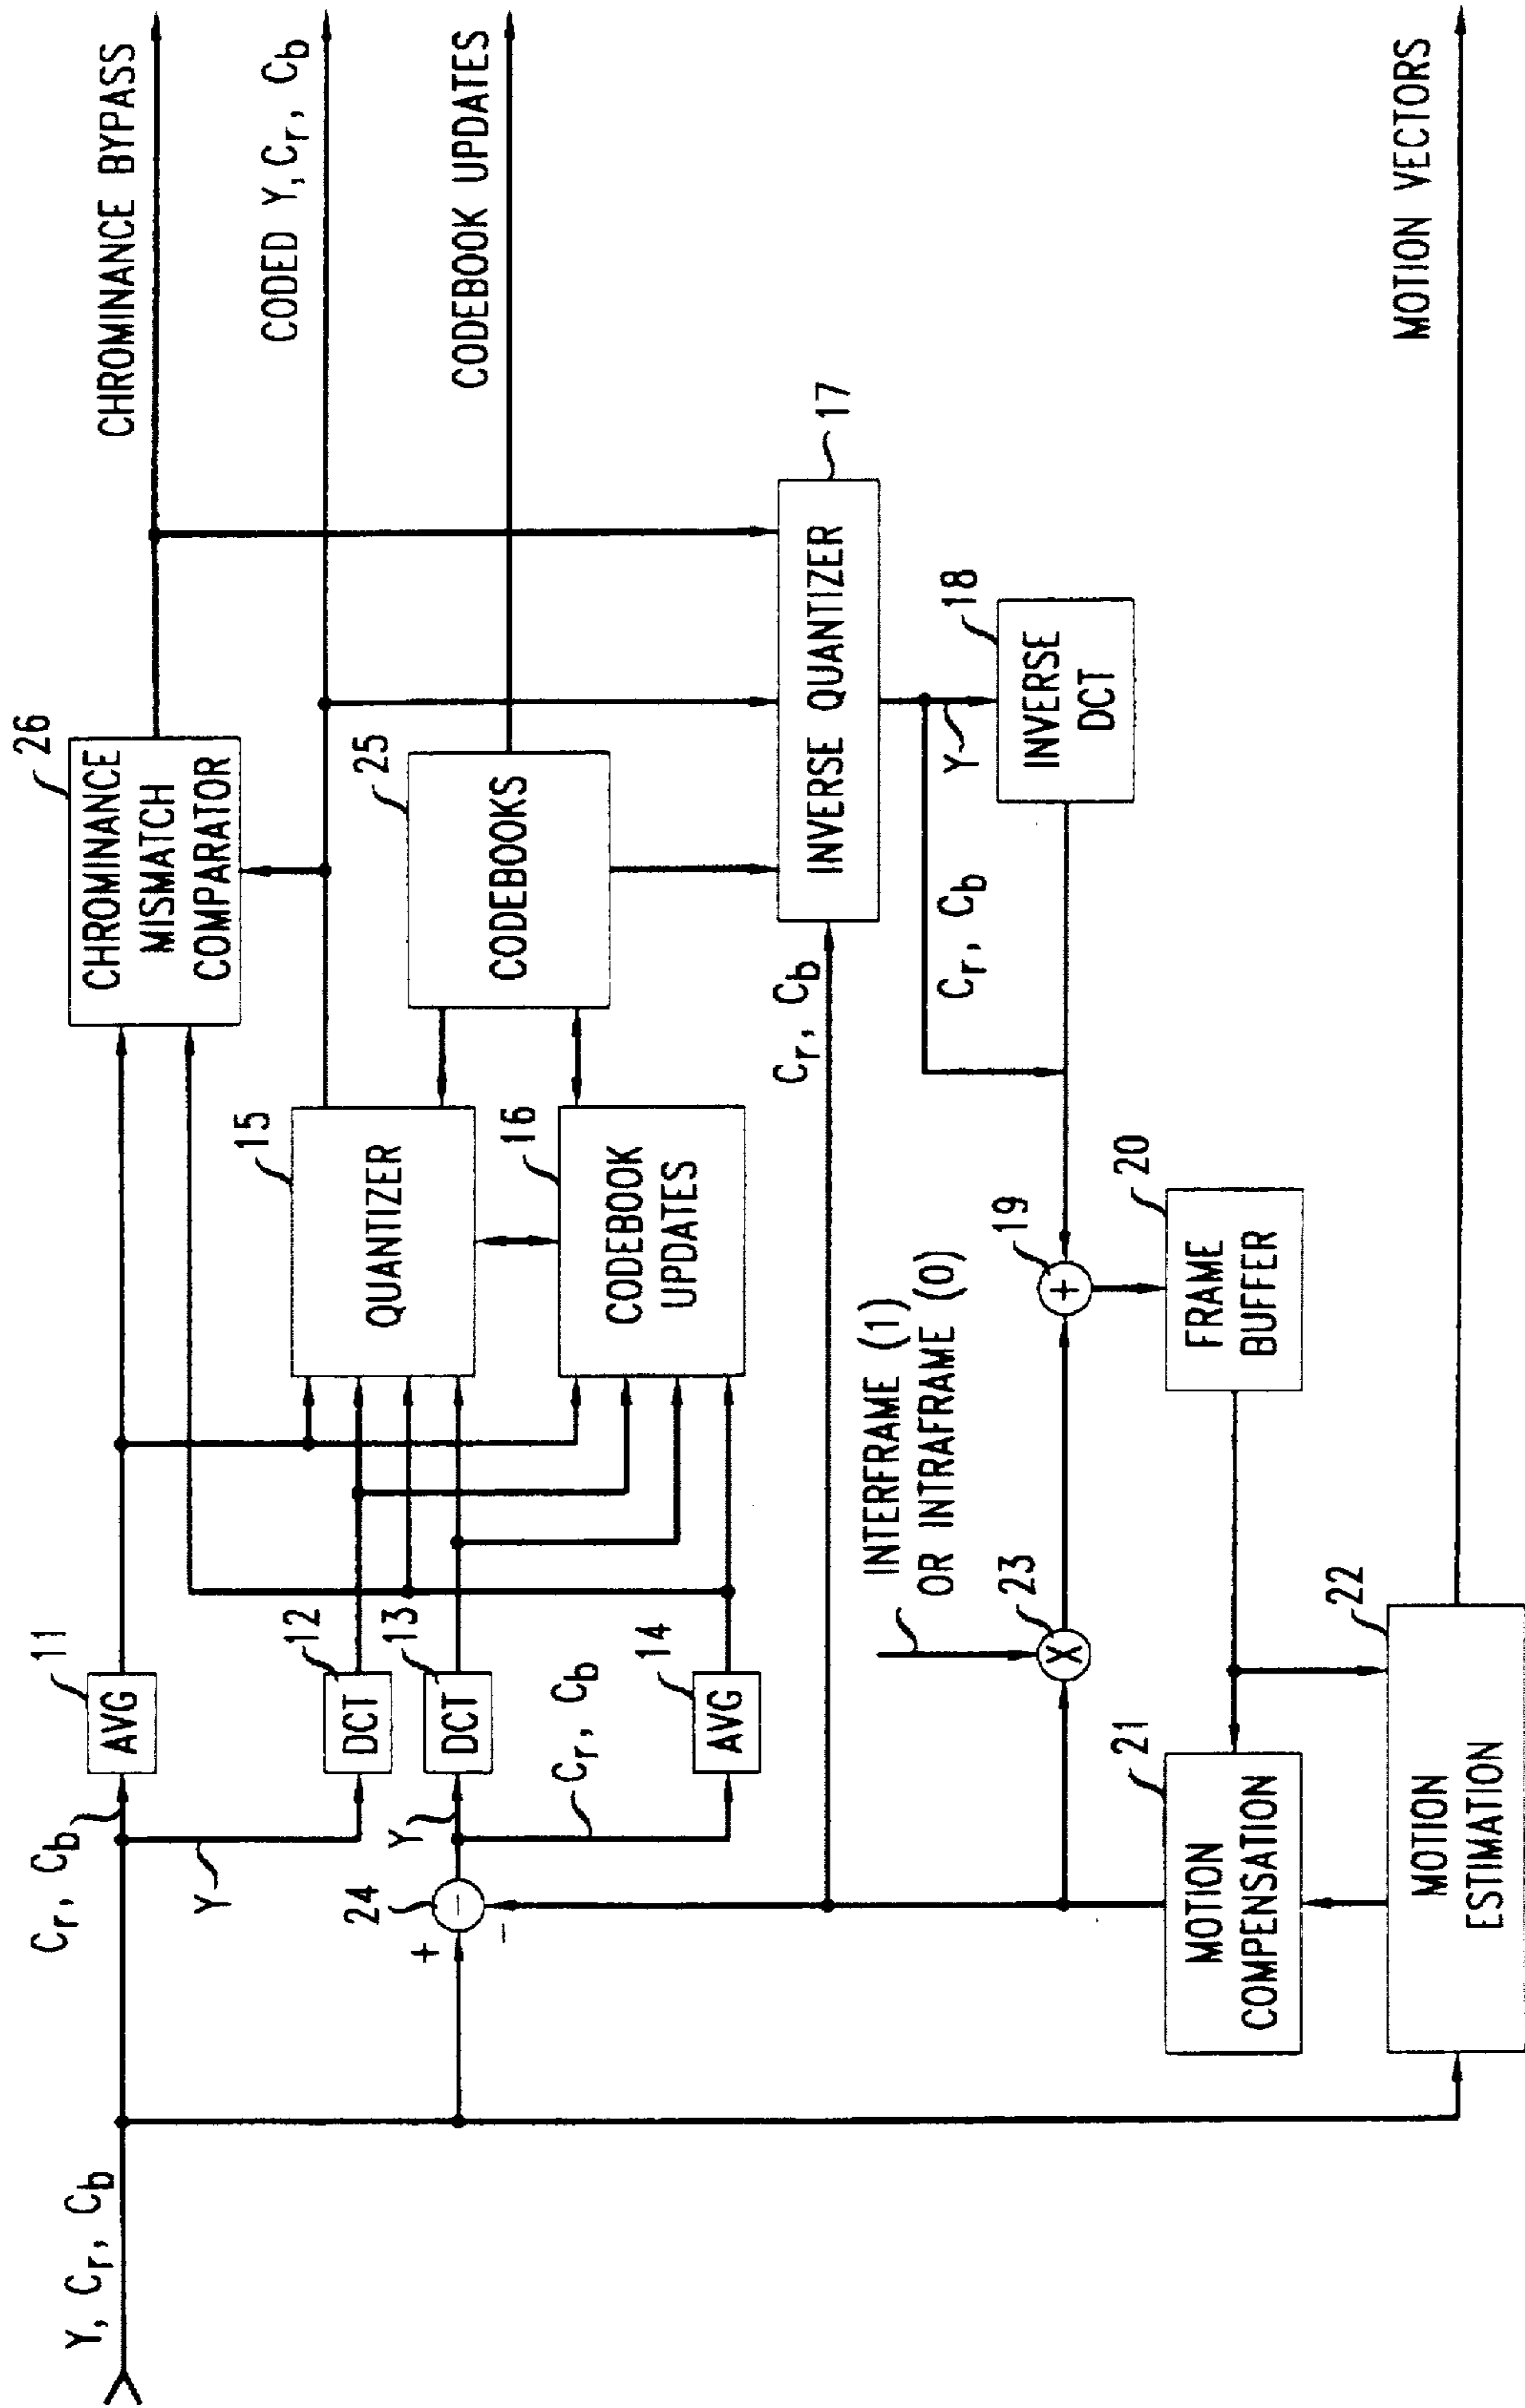 Y, Cr, Cb
Cr, Cb
Y
11
AVG
12
DCT
13
DCT
Y
24
+
-
−
Cr, Cb
14
AVG
15
QUANTIZER
16
CODEBOOK
UPDATES
26
CHROMINANCE
MISMATCH
COMPARATOR
25
CODEBOOKS
CHROMINANCE BYPASS
CODED Y, Cr, Cb
CODEBOOK UPDATES
17
INVERSE QUANTIZER
Cr, Cb
Y
18
INVERSE
DCT
Cr, Cb
INTERFRAME (1)
OR INTRAFRAME (0)
23
X
19
+
20
FRAME
BUFFER
21
MOTION
COMPENSATION
22
MOTION
ESTIMATION
MOTION VECTORS